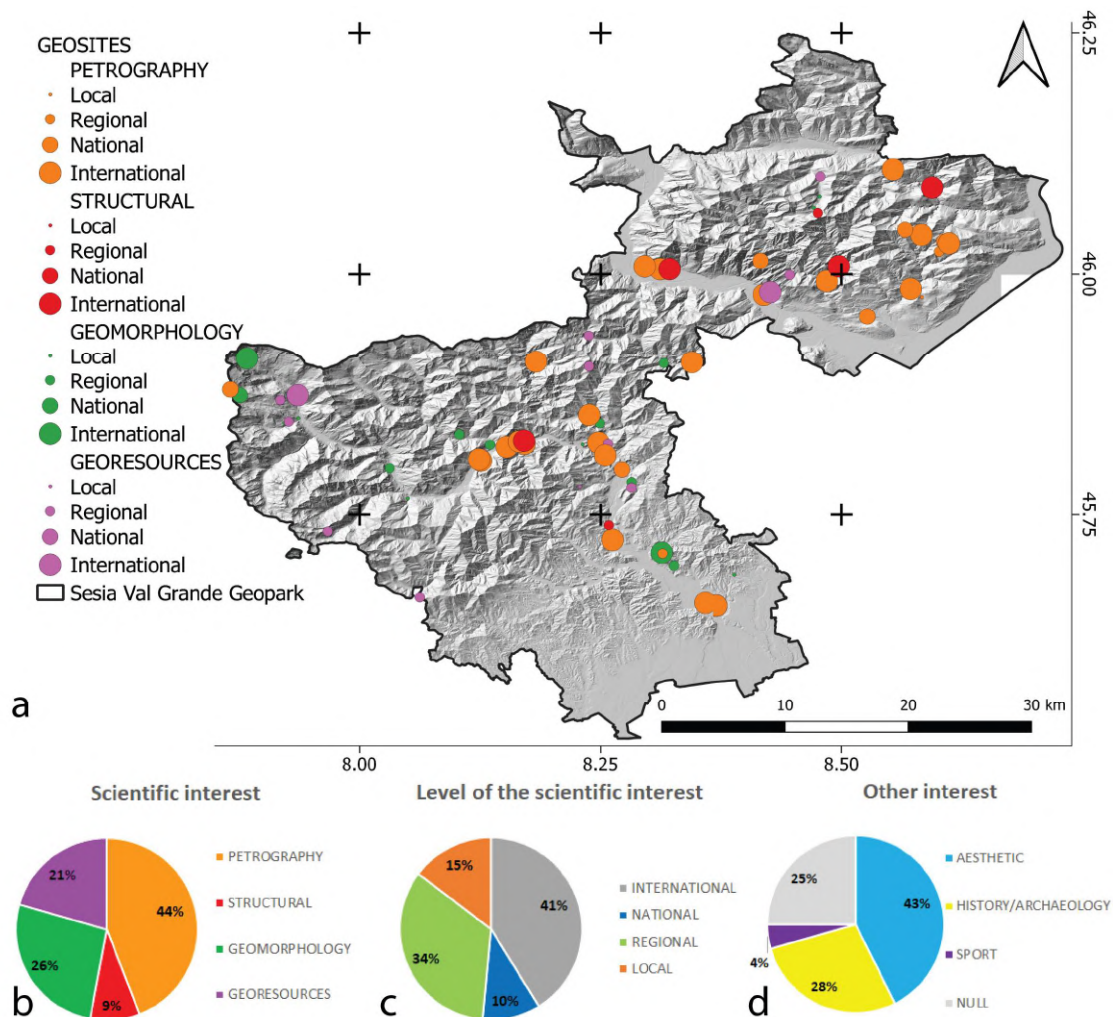 GEOSITES
PETROGRAPHY
Local
Regional
National
International
STRUCTURAL
Local
Regional
National
International
GEOMORPHOLOGY
Local
Regional
National
International
GEORESOURCES
Local
Regional
National
International
Sesia Val Grande Geopark
46.25
46.00
45.75
0 10 20 30 km
8.00 8.25 8.50
a
Scientific interest
44%
9%
26%
21%
PETROGRAPHY
STRUCTURAL
GEOMORPHOLOGY
GEORESOURCES
b
Level of the scientific interest
41%
10%
34%
15%
INTERNATIONAL
NATIONAL
REGIONAL
LOCAL
c
Other interest
43%
28%
4%
25%
AESTHETIC
HISTORY/ARCHAEOLOGY
SPORT
NULL
d